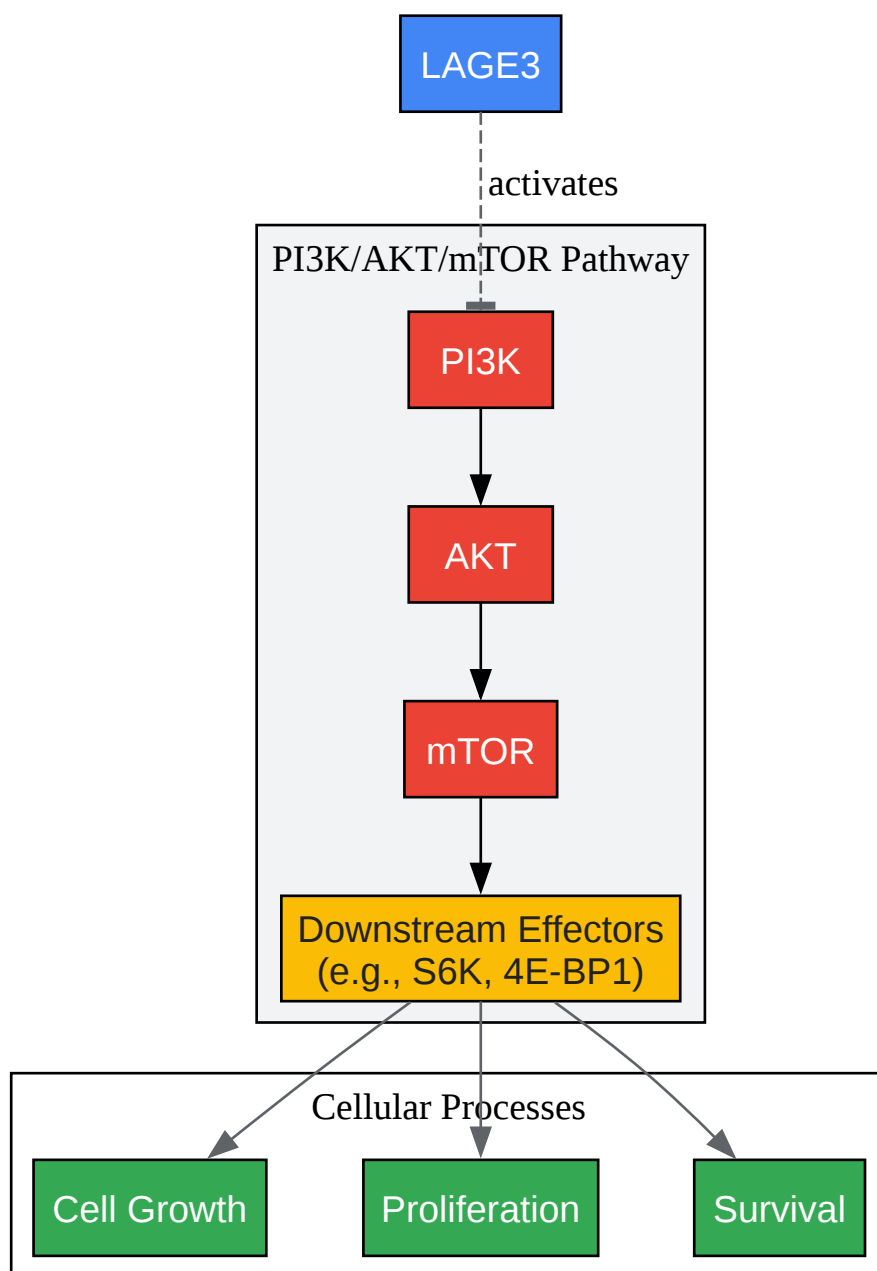 LAGE3
activates
PI3K/AKT/mTOR Pathway
PI3K
AKT
mTOR
Downstream Effectors
(e.g., S6K, 4E-BP1)
Cellular Processes
Cell Growth
Proliferation
Survival